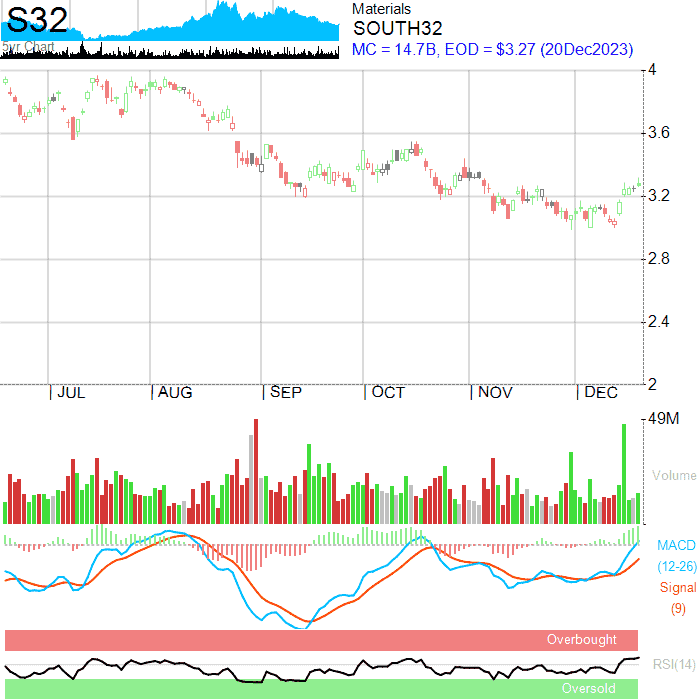 S32
5yr Chart
Materials
SOUTH32
MC = 14.7B, EOD = $3.27 (20Dec2023)
4
3.6
3.2
2.8
2.4
2
| JUL | AUG | SEP | OCT | NOV | DEC
49M
Volume
MACD
(12-26)
Signal
(9)
Overbought
RSI(14)
Oversold